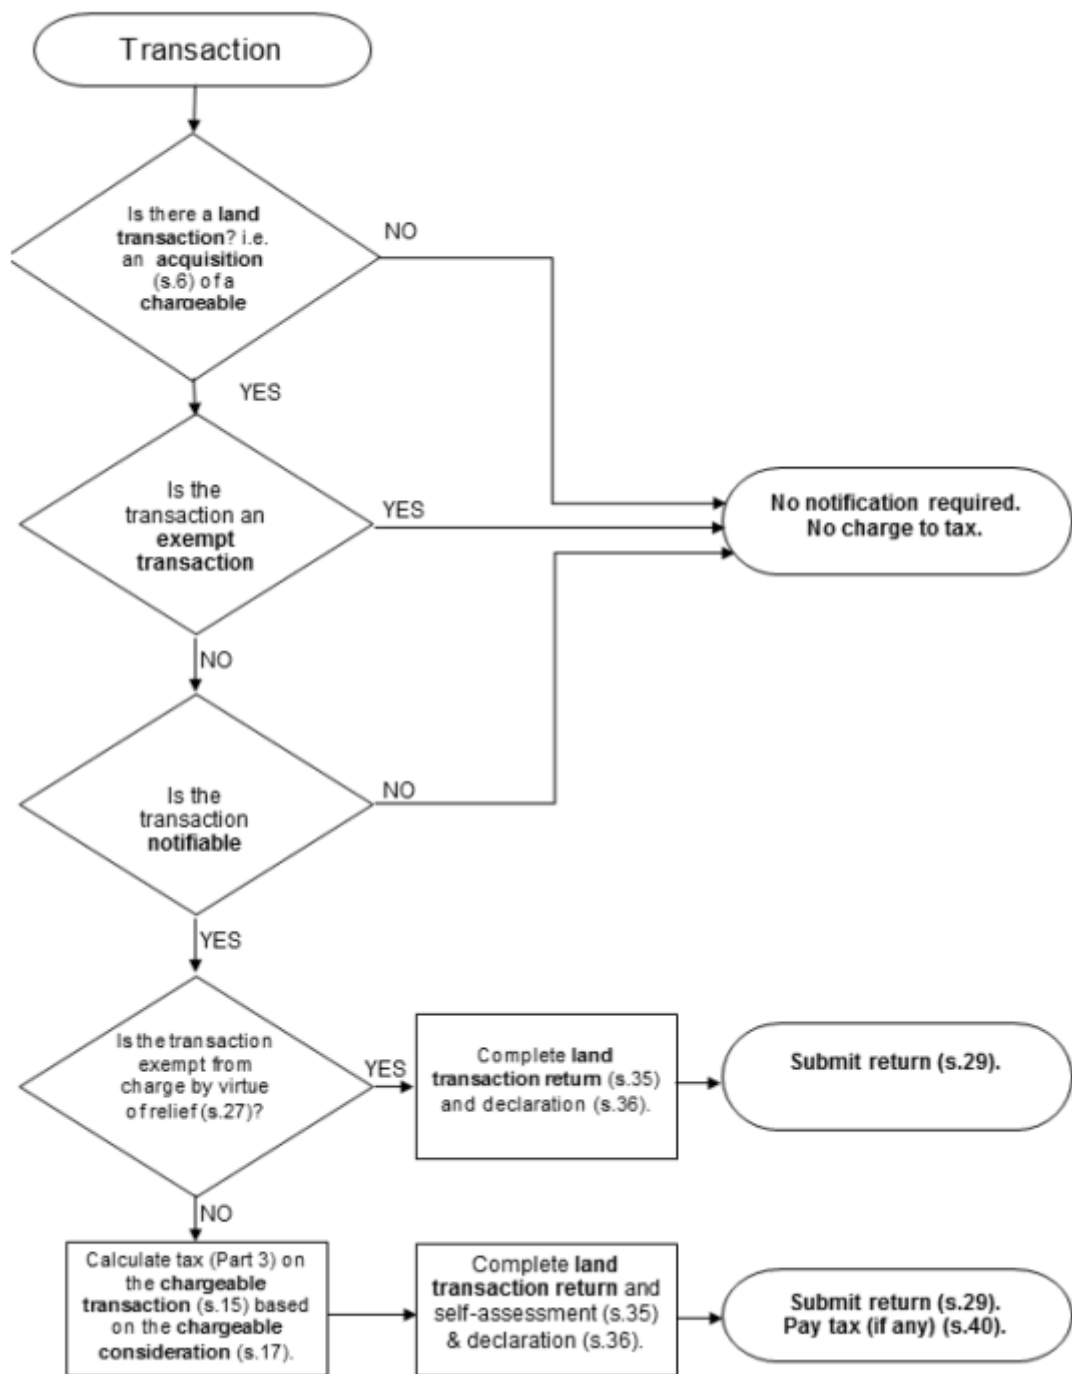 Transaction
Is there a land
transaction? i.e.
an acquisition
(s.6) of a
chargeable
NO
YES
Is the
transaction an
exempt
transaction
YES
No notification required.
No charge to tax.
NO
Is the
transaction
notifiable
NO
YES
Is the transaction
exempt from
charge by virtue
of relief (s.27)?
YES
Complete land
transaction return (s.35)
and declaration (s.36).
Submit return (s.29).
NO
Calculate tax (Part 3) on
the chargeable
transaction (s.15) based
on the chargeable
consideration (s.17).
Complete land
transaction return and
self-assessment (s.35)
& declaration (s.36).
Submit return (s.29).
Pay tax (if any) (s.40).